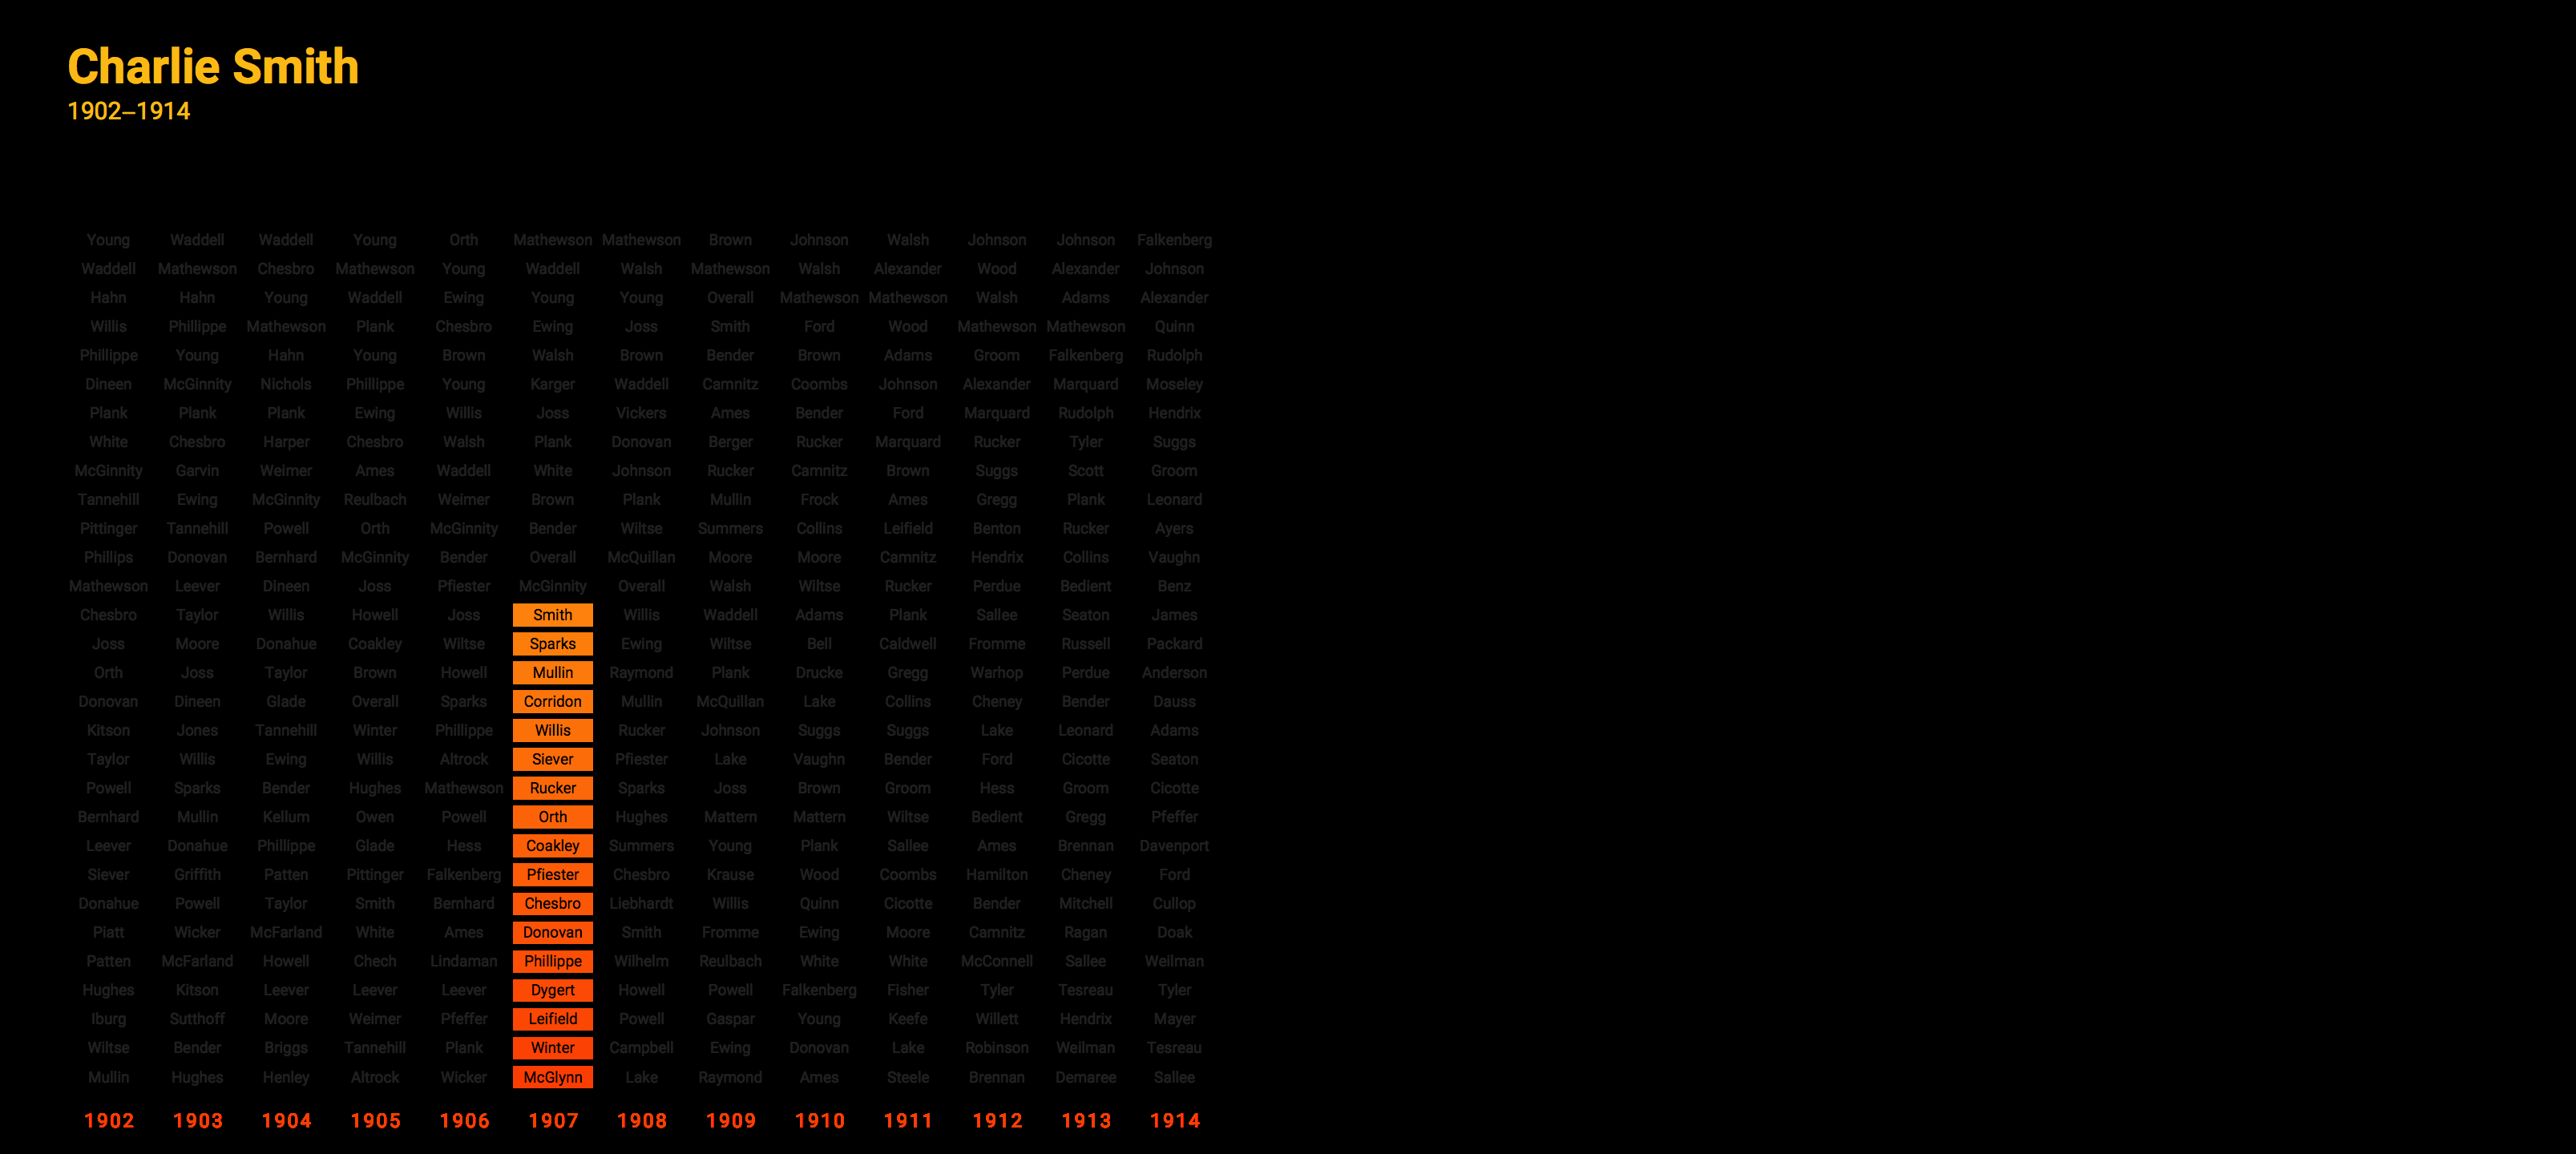 Charlie Smith
1902–1914
Young Waddell Waddell Young Orth Mathewson Mathewson Brown Johnson Walsh Johnson Johnson Falkenberg
Waddell Mathewson Chesbro Mathewson Young Waddell Walsh Mathewson Walsh Alexander Wood Alexander Johnson
Hahn Hahn Young Waddell Ewing Young Young Overall Mathewson Mathewson Walsh Adams Alexander
Willis Phillippe Mathewson Plank Chesbro Ewing Joss Smith Ford Wood Mathewson Mathewson Quinn
Phillippe Young Hahn Young Brown Walsh Brown Bender Brown Adams Groom Falkenberg Rudolph
Dineen McGinnity Nichols Phillippe Young Karger Waddell Camnitz Coombs Johnson Alexander Marquard Moseley
Plank Plank Plank Ewing Willis Joss Vickers Ames Bender Ford Marquard Rudolph Hendrix
White Chesbro Harper Chesbro Walsh Plank Donovan Berger Rucker Marquard Rucker Tyler Suggs
McGinnity Garvin Weimer Ames Waddell White Johnson Rucker Camnitz Brown Suggs Scott Groom
Tannehill Ewing McGinnity Reulbach Weimer Brown Plank Mullin Frock Ames Gregg Plank Leonard
Pittinger Tannehill Powell Orth McGinnity Bender Wiltse Summers Collins Leifield Benton Rucker Ayers
Phillips Donovan Bernhard McGinnity Bender Overall McQuillan Moore Moore Camnitz Hendrix Collins Vaughn
Mathewson Leever Dineen Joss Pfiester McGinnity Overall Walsh Wiltse Rucker Perdue Bedient Benz
Chesbro Taylor Willis Howell Joss Smith Willis Waddell Adams Plank Sallee Seaton James
Joss Moore Donahue Coakley Wiltse Sparks Ewing Wiltse Bell Caldwell Fromme Russell Packard
Orth Joss Taylor Brown Howell Mullin Raymond Plank Drucke Gregg Warhop Perdue Anderson
Donovan Dineen Glade Overall Sparks Corridon Mullin McQuillan Lake Collins Cheney Bender Dauss
Kitson Jones Tannehill Winter Phillippe Willis Rucker Johnson Suggs Suggs Lake Leonard Adams
Taylor Willis Ewing Willis Altrock Siever Pfiester Lake Vaughn Bender Ford Cicotte Seaton
Powell Sparks Bender Hughes Mathewson Rucker Sparks Joss Brown Groom Hess Groom Cicotte
Bernhard Mullin Kellum Owen Powell Orth Hughes Mattern Mattern Wiltse Bedient Gregg Pfeffer
Leever Donahue Phillippe Glade Hess Coakley Summers Young Plank Sallee Ames Brennan Davenport
Siever Griffith Patten Pittinger Falkenberg Pfiester Chesbro Krause Wood Coombs Hamilton Cheney Ford
Donahue Powell Taylor Smith Bernhard Chesbro Liebhardt Willis Quinn Cicotte Bender Mitchell Cullop
Piatt Wicker McFarland White Ames Donovan Smith Fromme Ewing Moore Camnitz Ragan Doak
Patten McFarland Howell Chech Lindaman Phillippe Wilhelm Reulbach White White McConnell Sallee Weilman
Hughes Kitson Leever Leever Leever Dygert Howell Powell Falkenberg Fisher Tyler Tesreau Tyler
Iburg Sutthoff Moore Weimer Pfeffer Leifield Powell Gaspar Young Keefe Willett Hendrix Mayer
Wiltse Bender Briggs Tannehill Plank Winter Campbell Ewing Donovan Lake Robinson Weilman Tesreau
Mullin Hughes Henley Altrock Wicker McGlynn Lake Raymond Ames Steele Brennan Demaree Sallee
1902 1903 1904 1905 1906 1907 1908 1909 1910 1911 1912 1913 1914